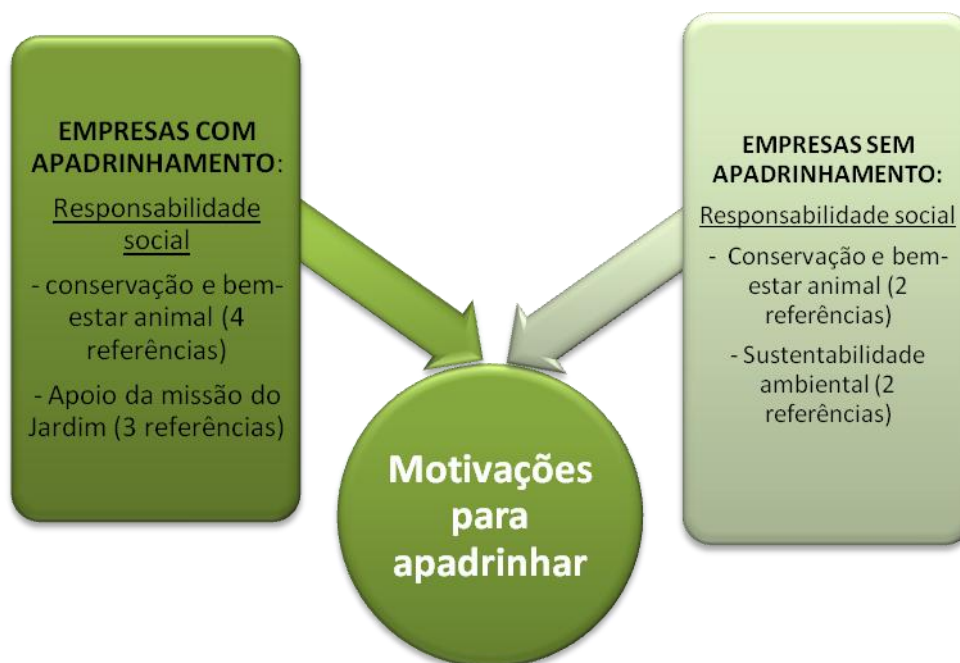 EMPRESAS COM
APADRINHAMENTO:
Responsabilidade
social
- conservação e bem-
estar animal (4
referências)
- Apoio da missão do
Jardim (3 referências)
EMPRESAS SEM
APADRINHAMENTO:
Responsabilidade social
- Conservação e bem-
estar animal (2
referências)
- Sustentabilidade
ambiental (2
referências)
Motivações
para
apadrinhar